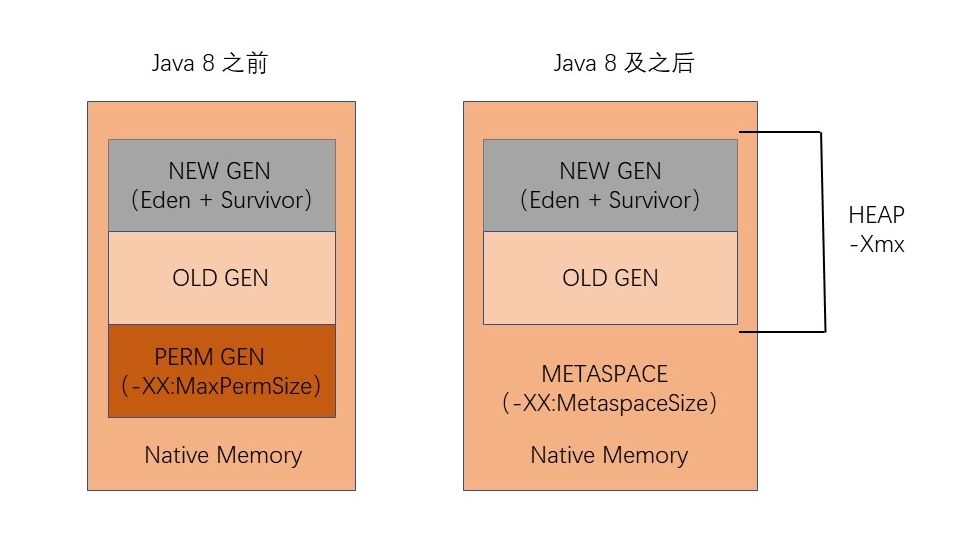 Java 8 之前
NEW GEN
（Eden + Survivor）
OLD GEN
PERM GEN
（-XX:MaxPermSize）
Native Memory
Java 8 及之后
NEW GEN
（Eden + Survivor）
OLD GEN
METASPACE
（-XX:MetaspaceSize）
Native Memory
HEAP
-Xmx